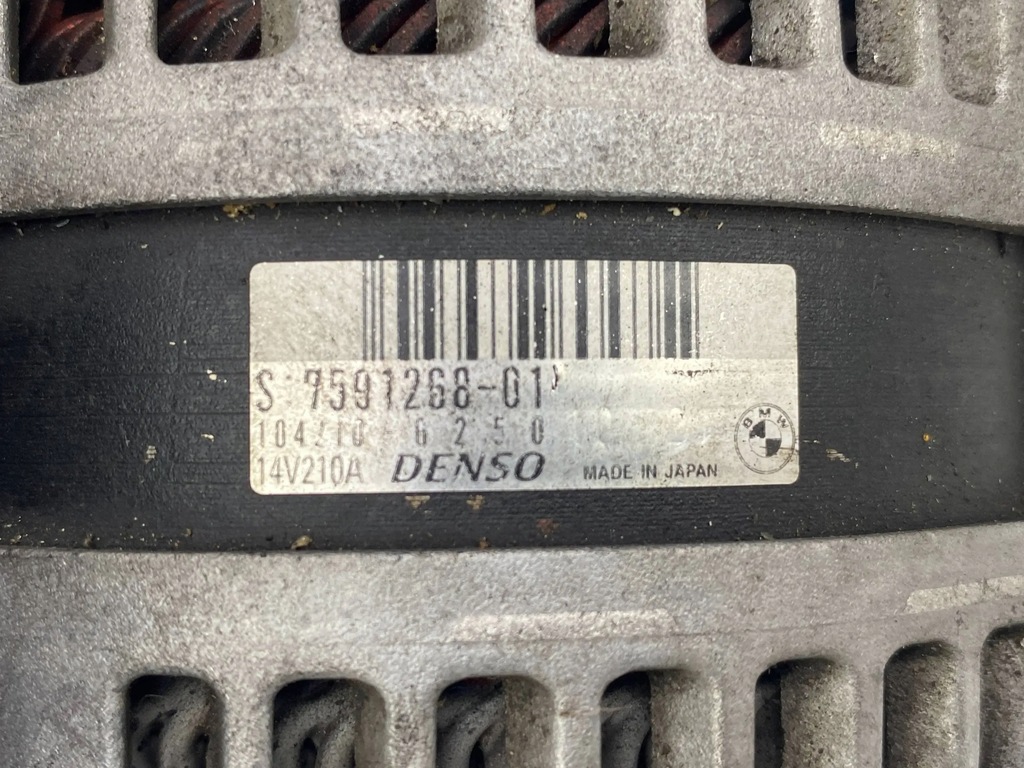 S 7591268-01
104210-6250
14V210A DENSO MADE IN JAPAN
BMW